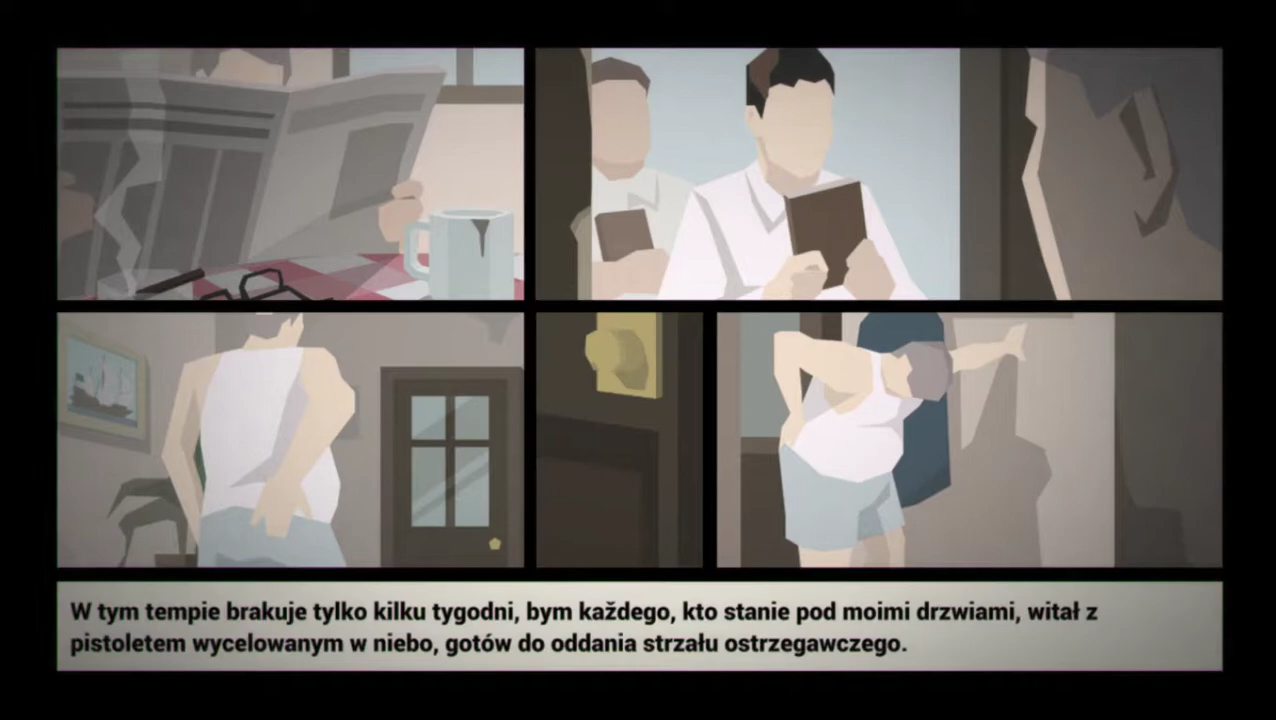 W tym tempie brakuje tylko kilku tygodni, bym każdego, kto stanie pod moimi drzwiami, witał z
pistoletem wycelowanym w niebo, gotów do oddania strzału ostrzegawczego.